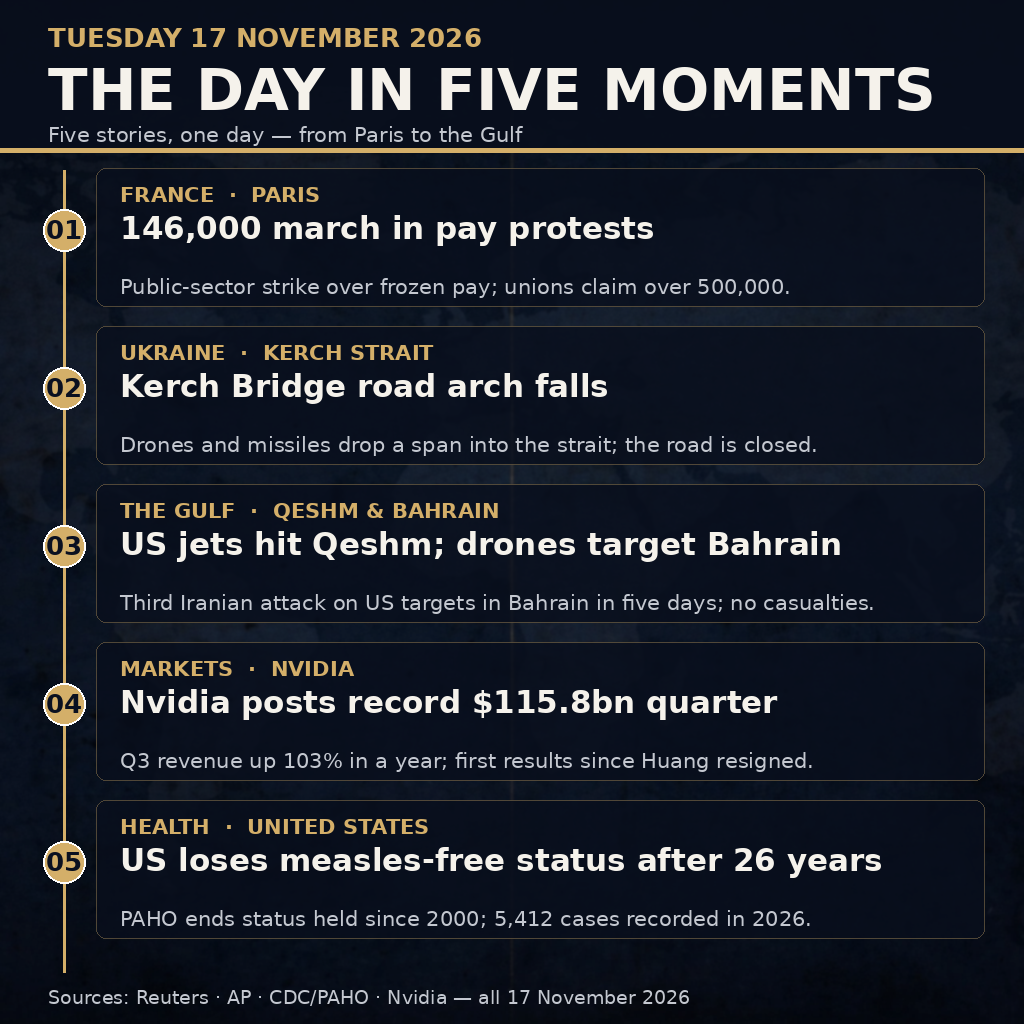 TUESDAY 17 NOVEMBER 2026
THE DAY IN FIVE MOMENTS
Five stories, one day — from Paris to the Gulf
01
FRANCE · PARIS
146,000 march in pay protests
Public-sector strike over frozen pay; unions claim over 500,000.
02
UKRAINE · KERCH STRAIT
Kerch Bridge road arch falls
Drones and missiles drop a span into the strait; the road is closed.
03
THE GULF · QESHM & BAHRAIN
US jets hit Qeshm; drones target Bahrain
Third Iranian attack on US targets in Bahrain in five days; no casualties.
04
MARKETS · NVIDIA
Nvidia posts record $115.8bn quarter
Q3 revenue up 103% in a year; first results since Huang resigned.
05
HEALTH · UNITED STATES
US loses measles-free status after 26 years
PAHO ends status held since 2000; 5,412 cases recorded in 2026.
Sources: Reuters · AP · CDC/PAHO · Nvidia — all 17 November 2026